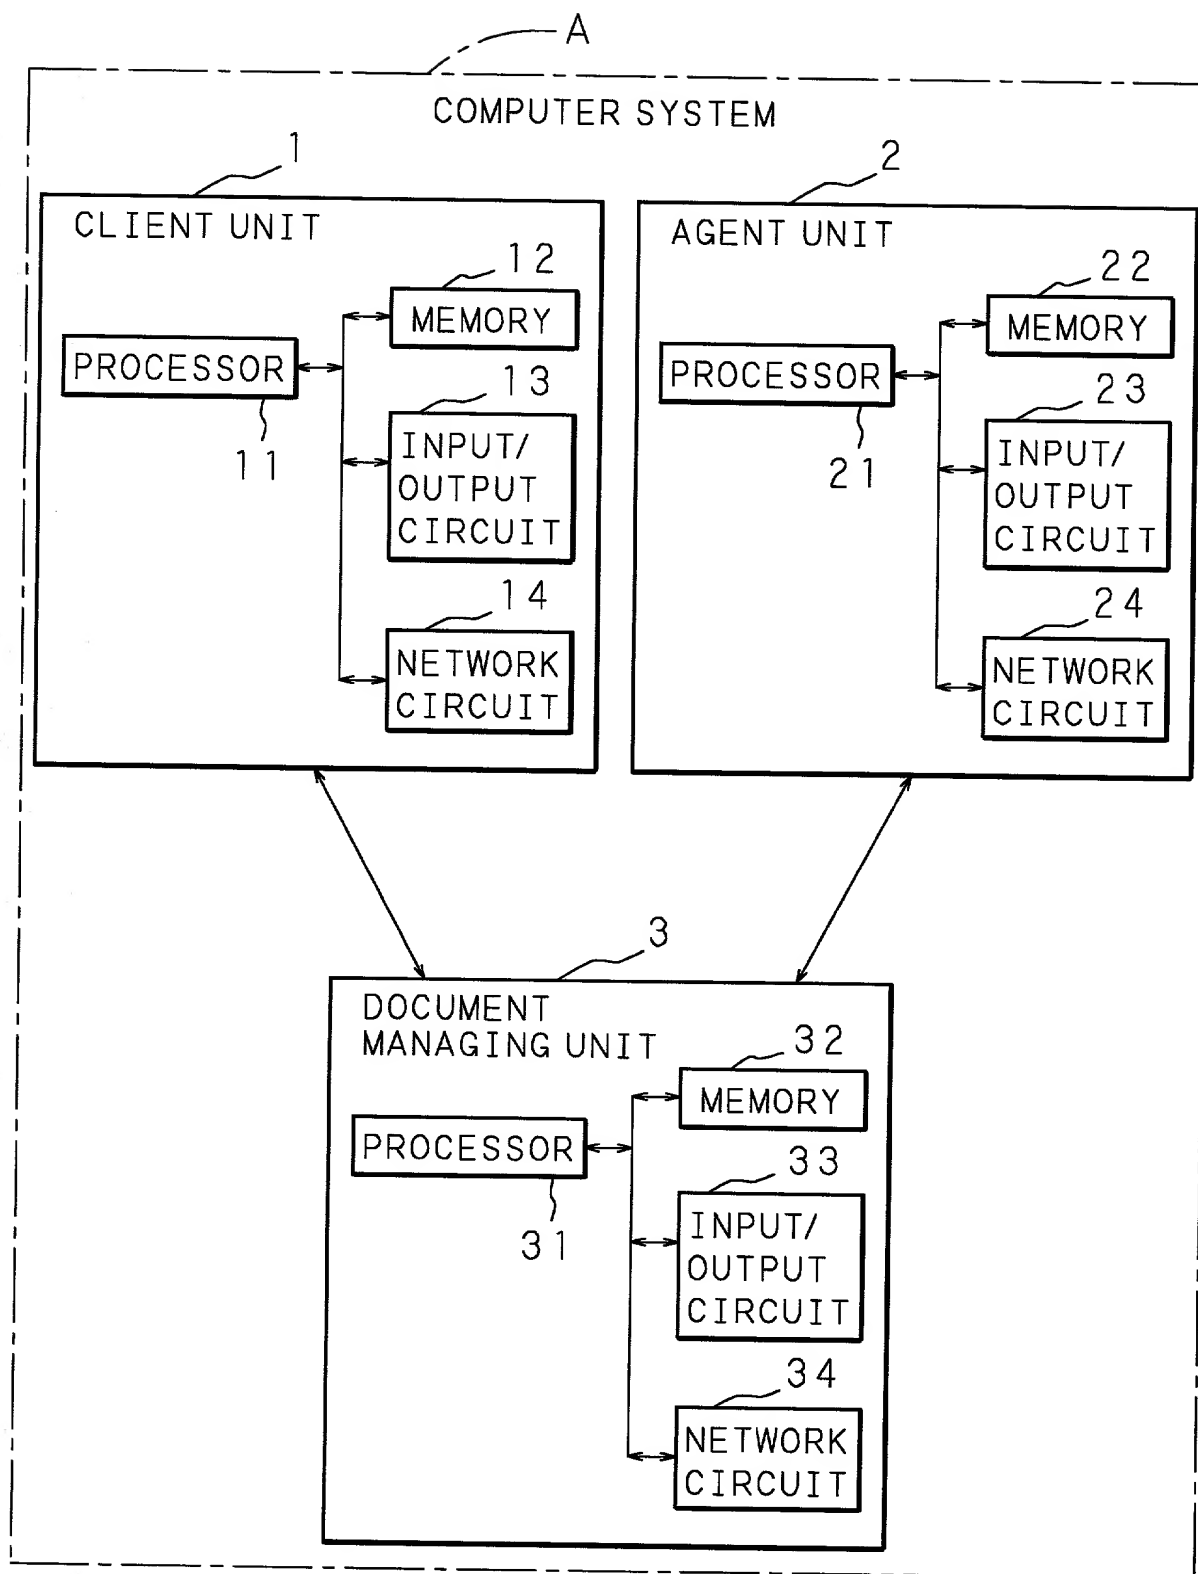 A
COMPUTER SYSTEM
1
CLIENT UNIT
12
MEMORY
PROCESSOR
11
13
INPUT/
OUTPUT
CIRCUIT
14
NETWORK
CIRCUIT
2
AGENT UNIT
22
MEMORY
PROCESSOR
21
23
INPUT/
OUTPUT
CIRCUIT
24
NETWORK
CIRCUIT
3
DOCUMENT
MANAGING UNIT
32
MEMORY
PROCESSOR
31
33
INPUT/
OUTPUT
CIRCUIT
34
NETWORK
CIRCUIT